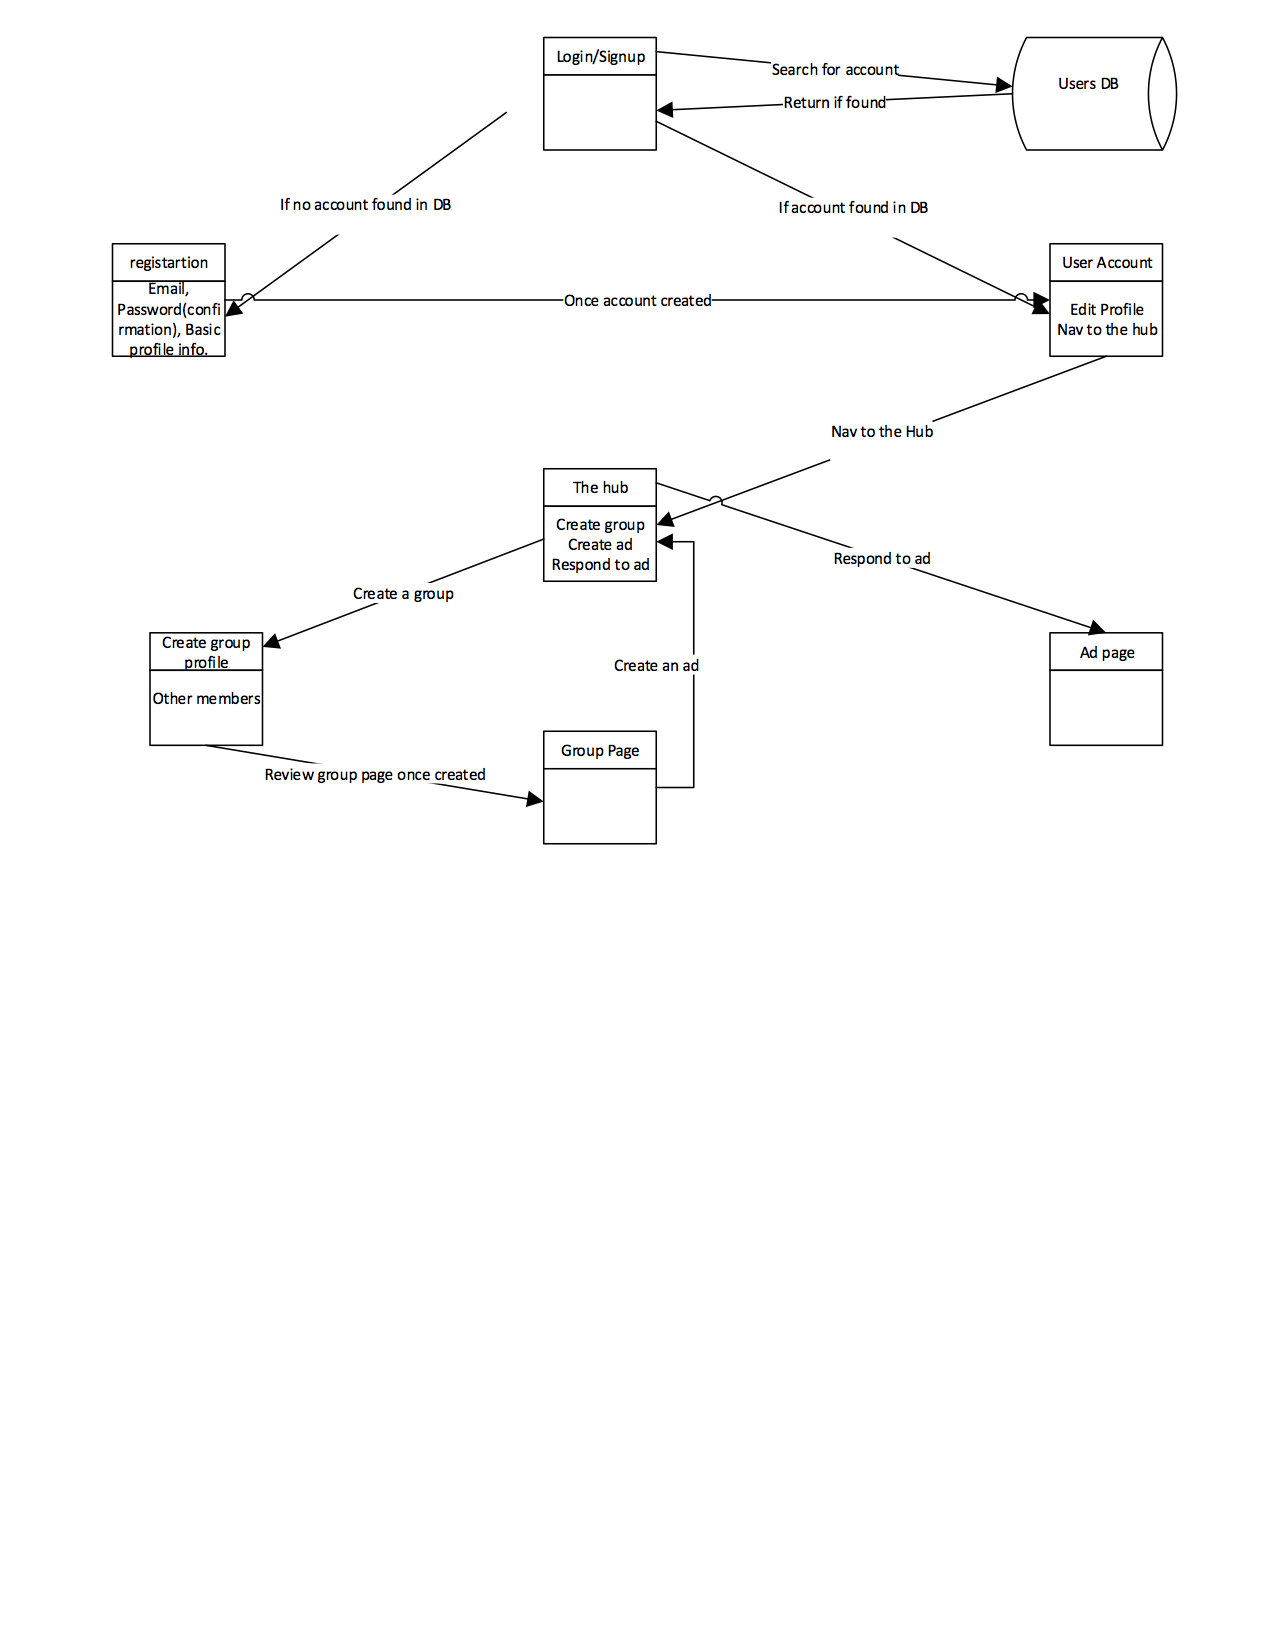 Login/Signup
Search for account
Users DB
Return if found
If no account found in DB
If account found in DB
registartion
Email,
Password(confi
rmation), Basic
profile info.
Once account created
User Account
Edit Profile
Nav to the hub
Nav to the Hub
The hub
Create group
Create ad
Respond to ad
Respond to ad
Create a group
Create group
profile
Other members
Create an ad
Ad page
Group Page
Review group page once created